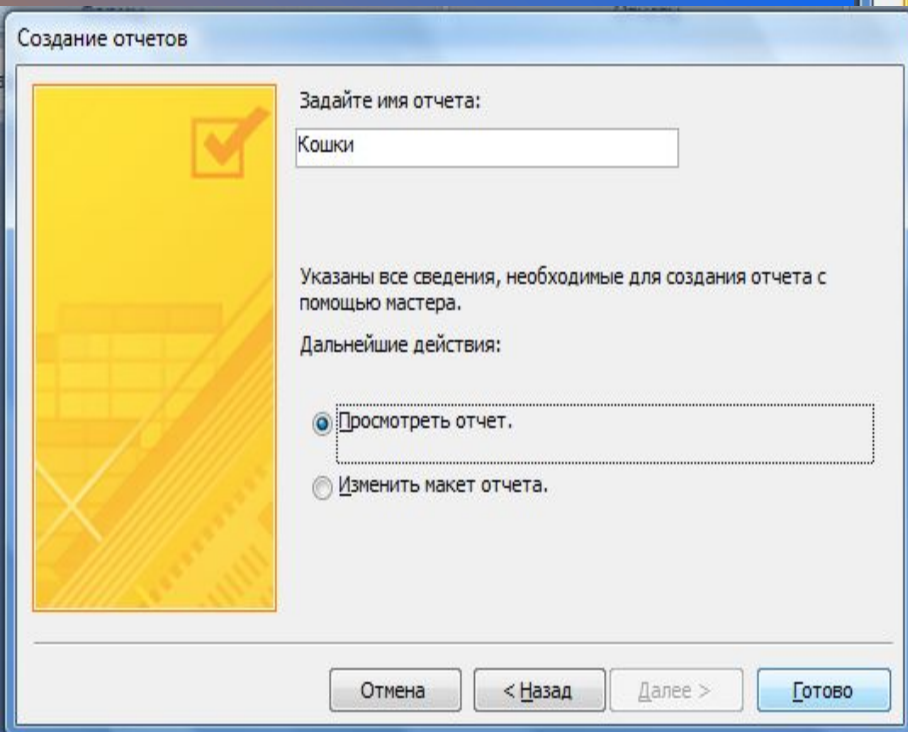 Создание отчетов
Задайте имя отчета:
Кошки
Указаны все сведения, необходимые для создания отчета с
помощью мастера.
Дальнейшие действия:
Просмотреть отчет.
Изменить макет отчета.
Отмена
< Назад
Далее >
Готово